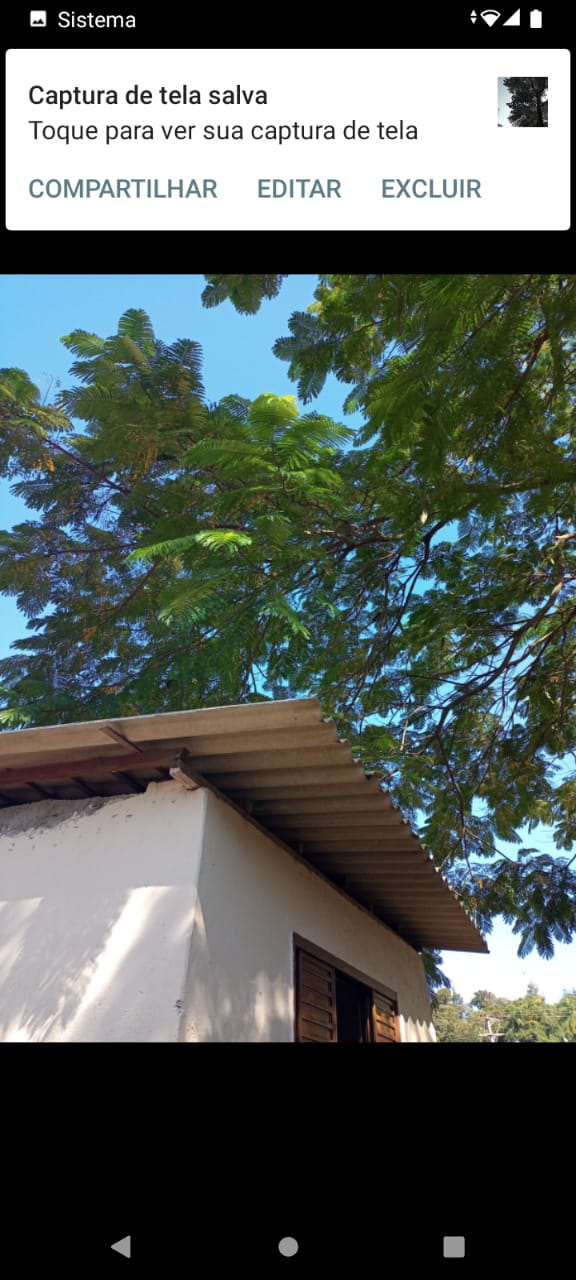 Sistema
Captura de tela salva
Toque para ver sua captura de tela
COMPARTILHAR EDITAR EXCLUIR